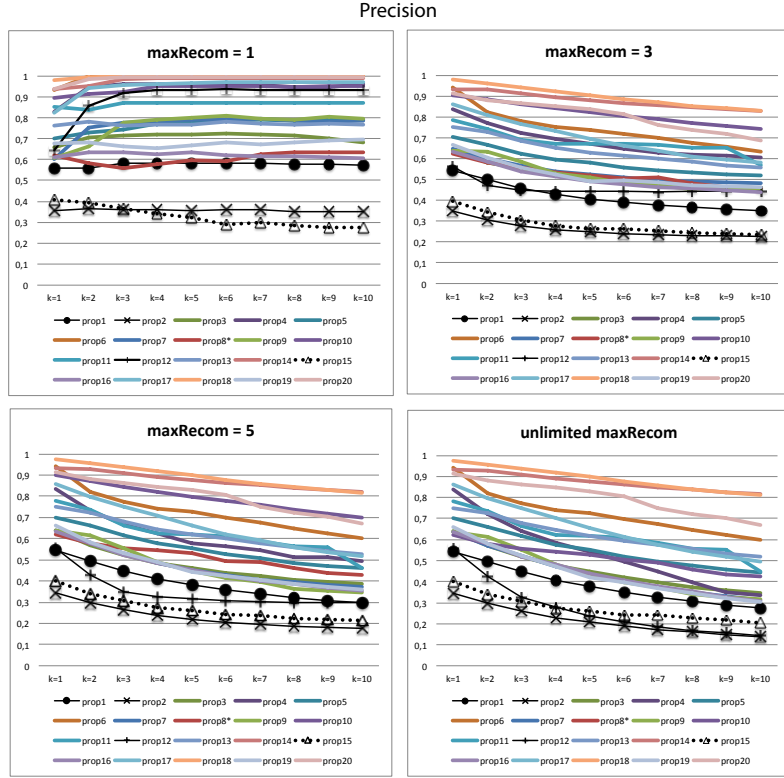 Precision
maxRecom = 1
1
0,9
0,8
0,7
0,6
0,5
0,4
0,3
0,2
0,1
0
k=1 k=2 k=3 k=4 k=5 k=6 k=7 k=8 k=9 k=10
prop1 prop2 prop3 prop4 prop5
prop6 prop7 prop8* prop9 prop10
prop11 prop12 prop13 prop14 prop15
prop16 prop17 prop18 prop19 prop20
maxRecom = 3
1
0,9
0,8
0,7
0,6
0,5
0,4
0,3
0,2
0,1
0
k=1 k=2 k=3 k=4 k=5 k=6 k=7 k=8 k=9 k=10
prop1 prop2 prop3 prop4 prop5
prop6 prop7 prop8* prop9 prop10
prop11 prop12 prop13 prop14 prop15
prop16 prop17 prop18 prop19 prop20
maxRecom = 5
1
0,9
0,8
0,7
0,6
0,5
0,4
0,3
0,2
0,1
0
k=1 k=2 k=3 k=4 k=5 k=6 k=7 k=8 k=9 k=10
prop1 prop2 prop3 prop4 prop5
prop6 prop7 prop8* prop9 prop10
prop11 prop12 prop13 prop14 prop15
prop16 prop17 prop18 prop19 prop20
unlimited maxRecom
1
0,9
0,8
0,7
0,6
0,5
0,4
0,3
0,2
0,1
0
k=1 k=2 k=3 k=4 k=5 k=6 k=7 k=8 k=9 k=10
prop1 prop2 prop3 prop4 prop5
prop6 prop7 prop8* prop9 prop10
prop11 prop12 prop13 prop14 prop15
prop16 prop17 prop18 prop19 prop20